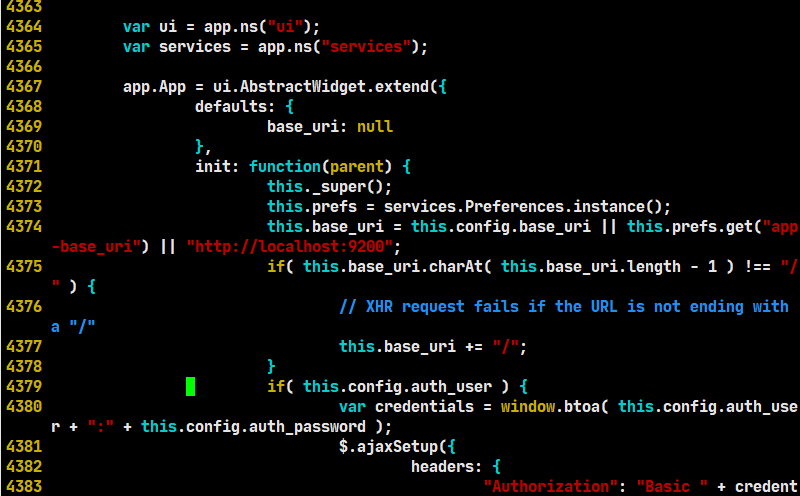 4363
4364 var ui = app.ns("ui");
4365 var services = app.ns("services");
4366
4367 app.App = ui.AbstractWidget.extend({
4368 defaults: {
4369 base_uri: null
4370 },
4371 init: function(parent) {
4372 this._super();
4373 this.prefs = services.Preferences.instance();
4374 this.base_uri = this.config.base_uri || this.prefs.get("app
-base_uri") || "http://localhost:9200";
4375 if( this.base_uri.charAt( this.base_uri.length - 1 ) !== "/
" ) {
4376 // XHR request fails if the URL is not ending with
a "/"
4377 this.base_uri += "/";
4378 }
4379 if( this.config.auth_user ) {
4380 var credentials = window.btoa( this.config.auth_use
r + ":" + this.config.auth_password );
4381 $.ajaxSetup({
4382 headers: {
4383 "Authorization": "Basic " + credent